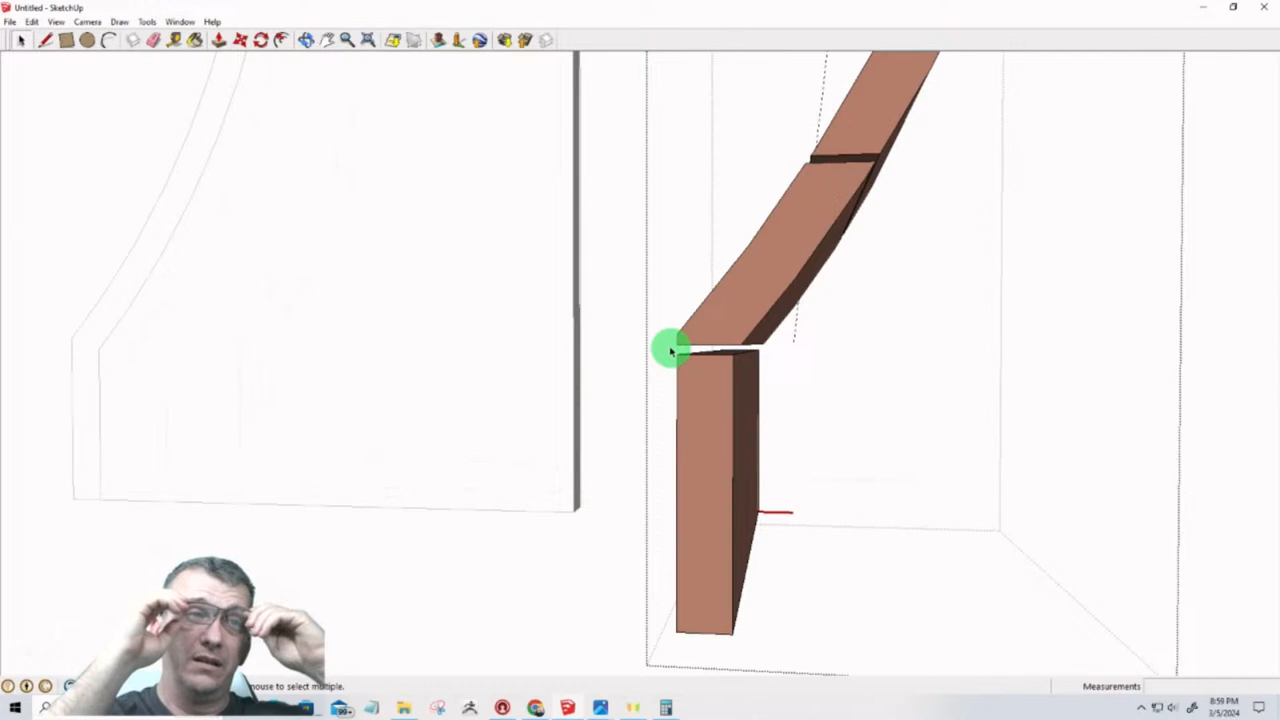 Untitled - SketchUp
File Edit View Camera Draw Tools Window Help
ouse to select multiple.
Measurements
99+
8:59 PM
3/5/2024